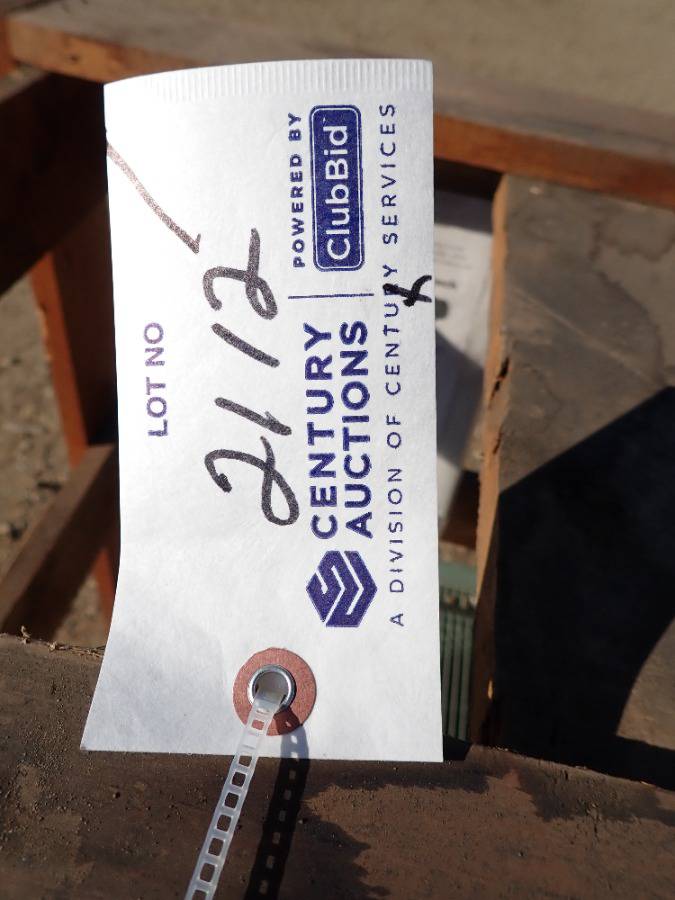 LOT NO
2112
CENTURY
AUCTIONS
POWERED BY
ClubBid
A DIVISION OF CENTURY SERVICES